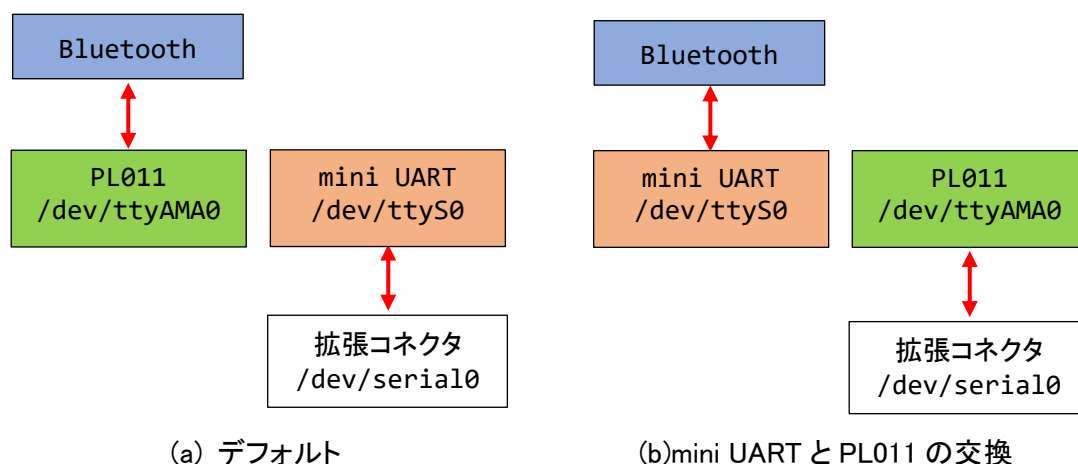 Bluetooth
PL011
/dev/ttyAMA0
mini UART
/dev/ttyS0
拡張コネクタ
/dev/serial0
(a) デフォルト
Bluetooth
mini UART
/dev/ttyS0
PL011
/dev/ttyAMA0
拡張コネクタ
/dev/serial0
(b)mini UART と PL011 の交換